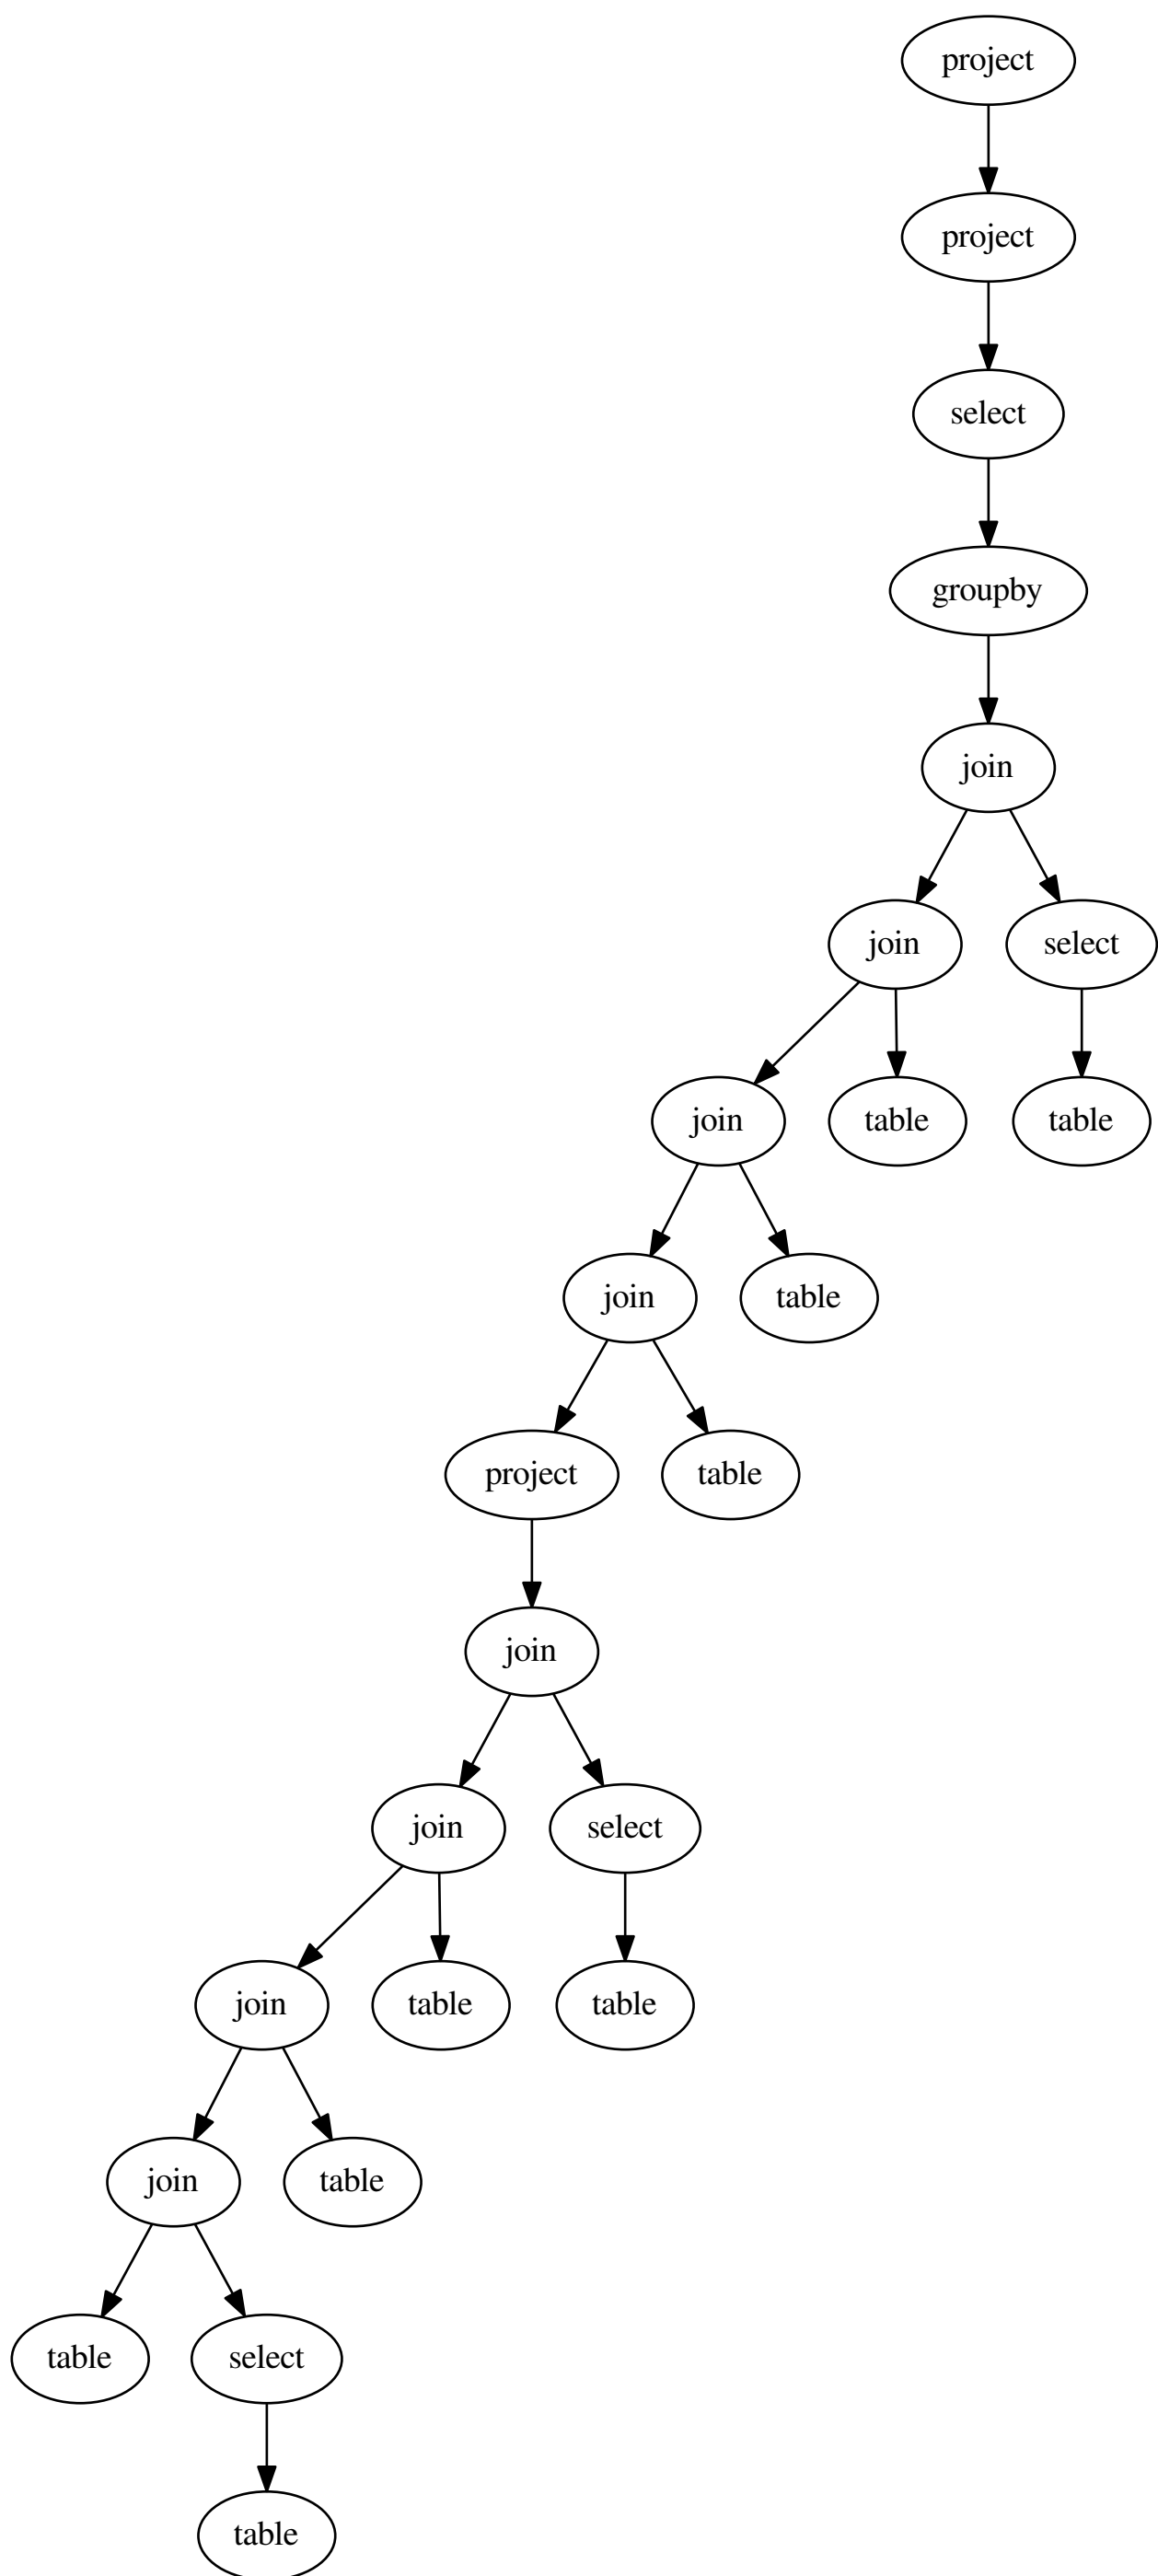 project
project
select
groupby
join
join select
join table table
join table
project table
join
join select
join table table
join table
table select
table